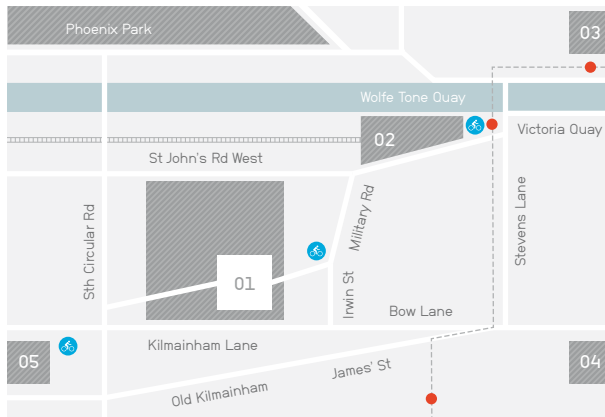 Phoenix Park
03
Wolfe Tone Quay
02
Victoria Quay
St John's Rd West
Sth Circular Rd
Military Rd
Stevens Lane
01
Irwin St
Bow Lane
Kilmainham Lane
05
04
James' St
Old Kilmainham